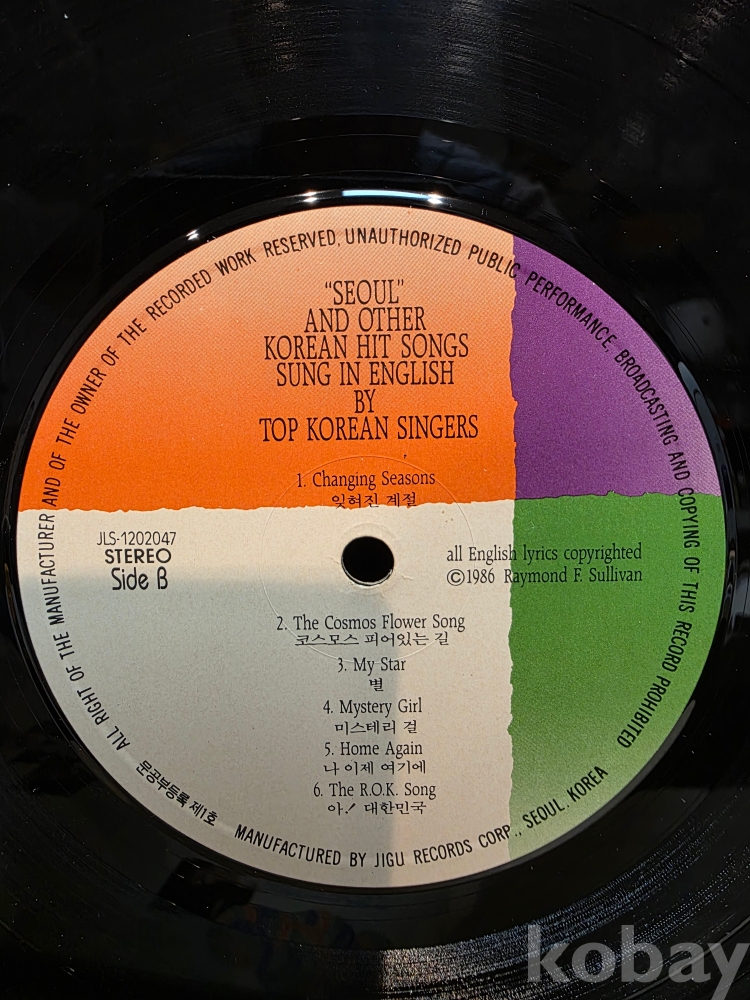 ALL RIGHT OF THE MANUFACTURER AND OF THE OWNER OF THE RECORDED WORK RESERVED, UNAUTHORIZED PUBLIC PERFORMANCE, BROADCASTING AND COPYING OF THIS RECORD PROHIBITED
"SEOUL"
AND OTHER
KOREAN HIT SONGS
SUNG IN ENGLISH
BY
TOP KOREAN SINGERS
1. Changing Seasons
잊혀진 계절
JLS-1202047
STEREO
Side B
all English lyrics copyrighted
©1986 Raymond F. Sullivan
2. The Cosmos Flower Song
코스모스 피어있는 길
3. My Star
별
4. Mystery Girl
미스테리 걸
5. Home Again
나 이제 여기에
6. The R.O.K. Song
아! 대한민국
문공부등록 제1호
MANUFACTURED BY JIGU RECORDS CORP., SEOUL. KOREA
kobay